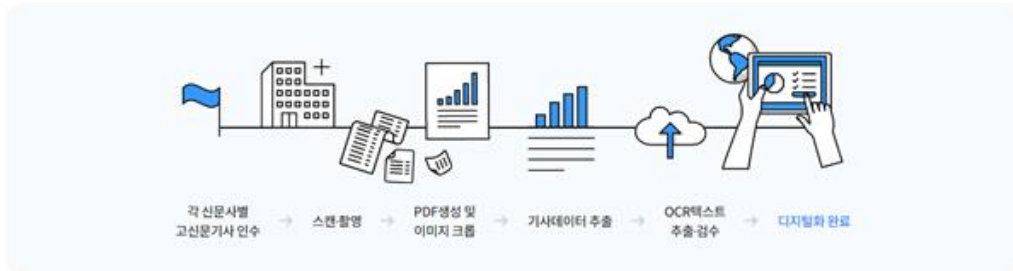 각 신문사별
고신문기사 인수
스캔·촬영
PDF생성 및
이미지 크롭
기사데이터 추출
OCR텍스트
추출·검수
디지털화 완료